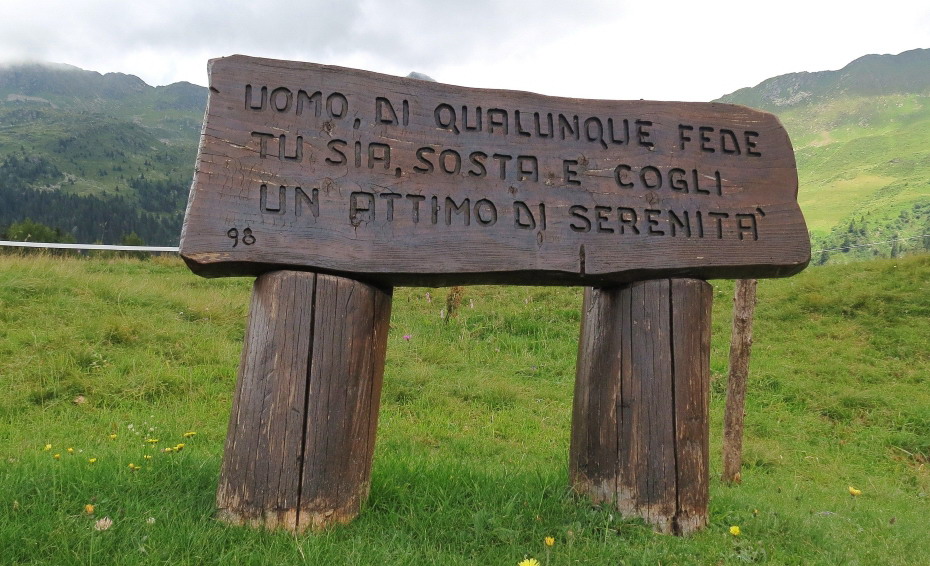 UOMO, DI QUALUNQUE FEDE
TU SIA, SOSTA E COGLI
UN ATTIMO DI SERENITA'
98